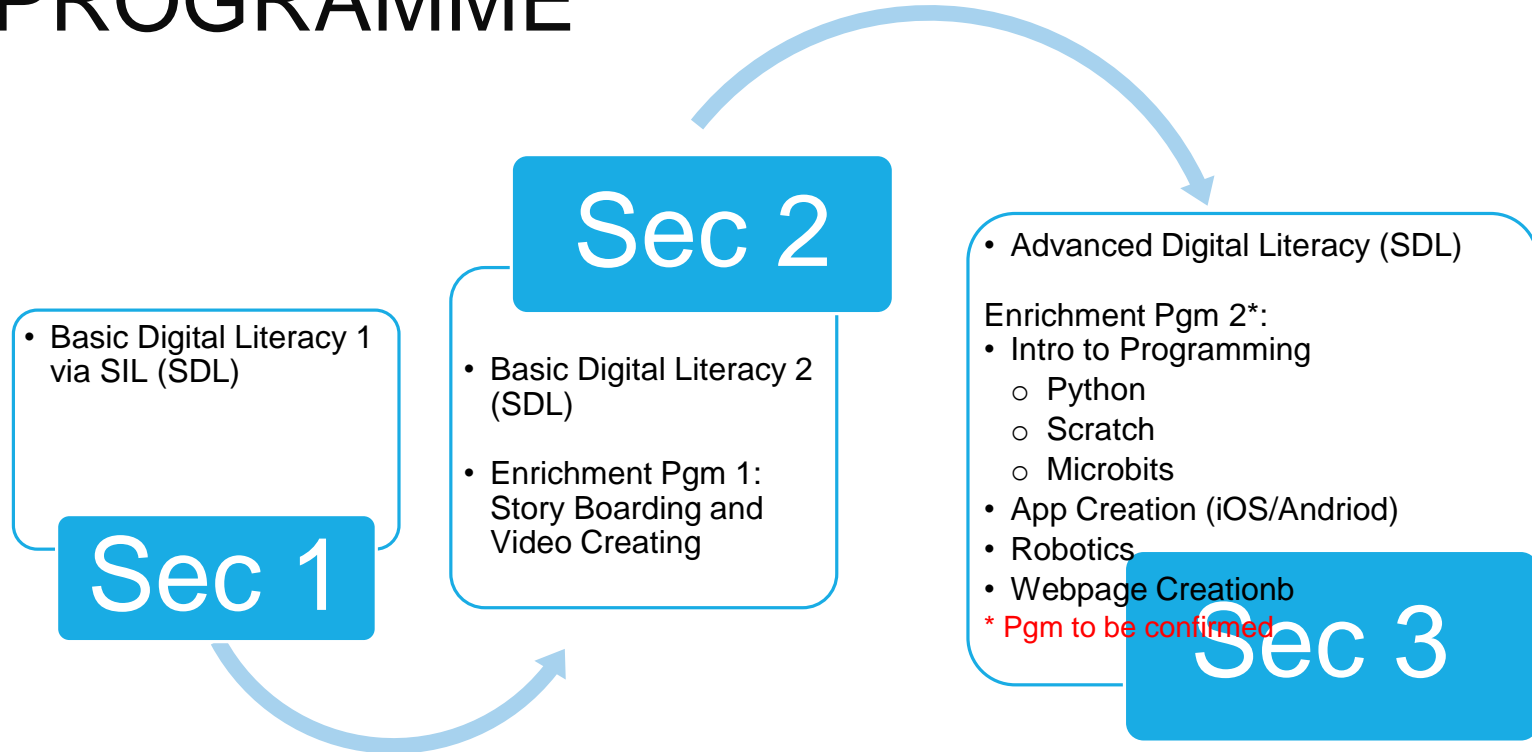 PROGRAMME
• Basic Digital Literacy 1
via SIL (SDL)
Sec 1
Sec 2
• Basic Digital Literacy 2
(SDL)
• Enrichment Pgm 1:
Story Boarding and
Video Creating
• Advanced Digital Literacy (SDL)
Enrichment Pgm 2*:
• Intro to Programming
o Python
o Scratch
o Microbits
• App Creation (iOS/Andriod)
• Robotics
• Webpage Creationb
* Pgm to be confirmed
Sec 3